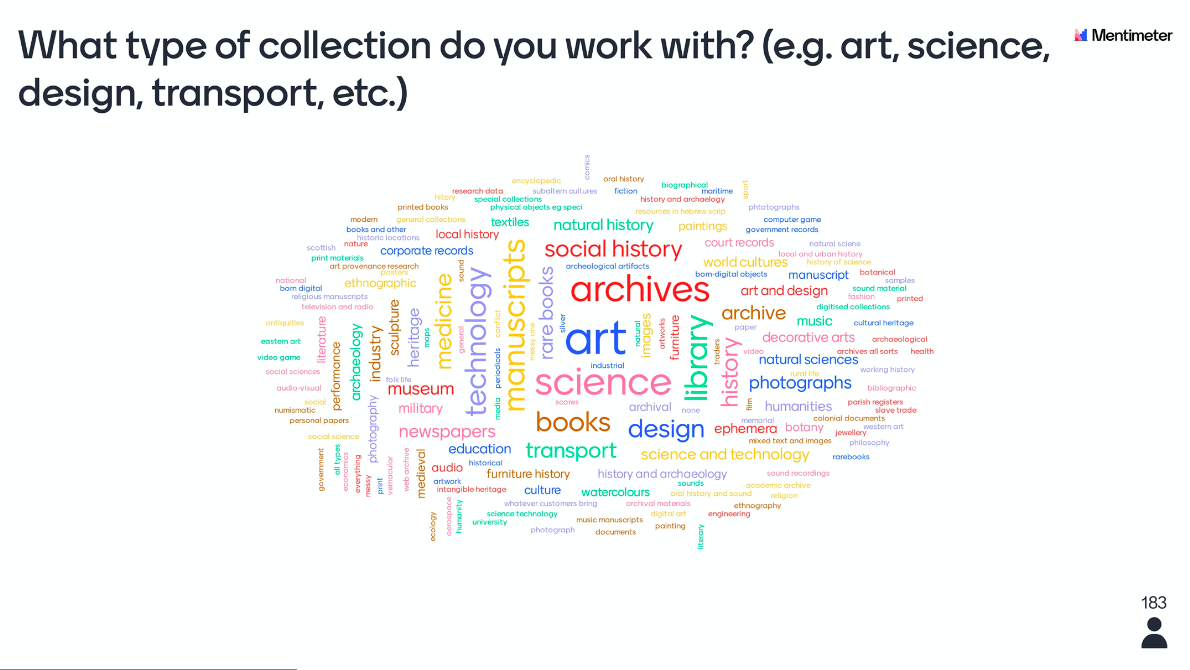 What type of collection do you work with? (e.g. art, science,
design, transport, etc.)
Mentimeter
comics
encyclopedic
oral history
research data
subaltern cultures
fiction
biographical
maritime
sport
hitory
special collections
history and archaelogy
printed books
physical objects eg speci
resources in hebrew scrip
phtotographs
modern
general collections
textiles
natural history
paintings
computer game
books and other
government records
historic locations
local history
scottish
nature
corporate records
social history
court records
natural sciene
print materials
local and urban history
art provenance research
sound
archeological artifacts
world cultures
history of science
posters
born-digital objects
manuscript
botanical
national
ethnographic
samples
born digital
archives
art and design
sound material
religious manuscripts
fashion
printed
television and radio
digitised collections
medicine
technology
manuscripts
rare books
archive
antiquities
literature
performance
archaeology
industry
sculpture
heritage
maps
general
conflict
messy one
silver
art
natural
images
artworks
furniture
library
traders
history
paper
music
cultural heritage
eastern art
decorative arts
archaeological
video game
periodicals
industrial
video
archives all sorts
health
natural sciences
social sciences
folk life
science
rural life
working history
audio-visual
museum
photographs
bibliographic
social
photography
military
media
scores
archival
none
film
humanities
parish registers
numismatic
slave trade
personal papers
books
memorial
colonial documents
newspapers
design
ephemera
botany
western art
social science
jewellery
mixed text and images
philosophy
education
transport
science and technology
rarebooks
government
all types
economics
everything
messy
print
vernacular
web archive
medieval
audio
historical
furniture history
history and archaeology
sound recordings
artwork
sounds
intangible heritage
culture
watercolours
oral history and sound
academic archive
religion
ecology
aerospace
humanity
whatever customers bring
archival materials
ethnography
science technology
digital art
engineering
university
music manuscripts
photograph
documents
painting
literary
183